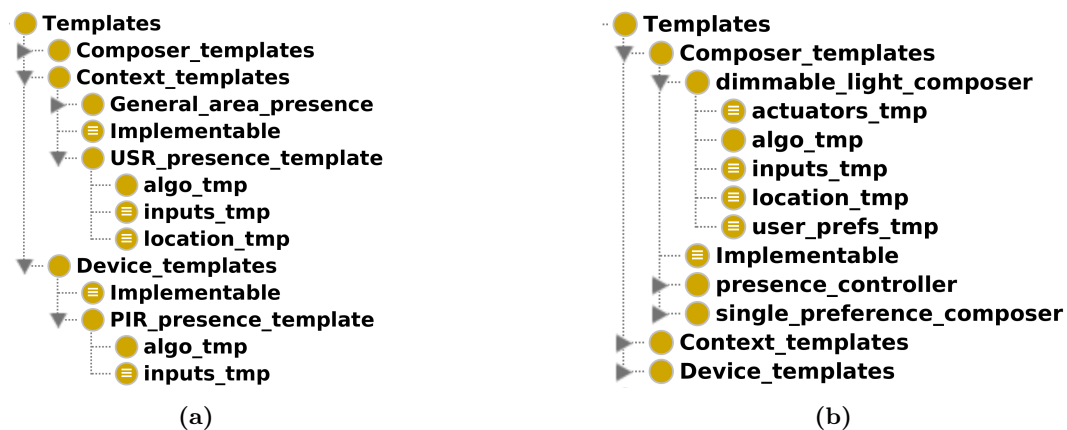 Templates
Composer_templates
Context_templates
General_area_presence
Implementable
USR_presence_template
algo_tmp
inputs_tmp
location_tmp
Device_templates
Implementable
PIR_presence_template
algo_tmp
inputs_tmp
(a)
Templates
Composer_templates
dimmable_light_composer
actuators_tmp
algo_tmp
inputs_tmp
location_tmp
user_prefs_tmp
Implementable
presence_controller
single_preference_composer
Context_templates
Device_templates
(b)